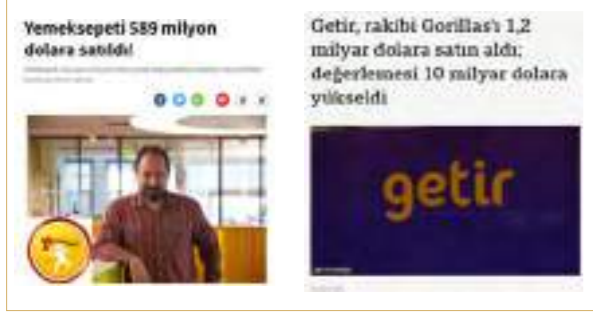 Yemeksepeti 589 milyon
dolara satıldı!
Getir, rakibi Gorillas'ı 1,2
milyar dolara satın aldı;
değerlemesi 10 milyar dolara
yükseldi
getir